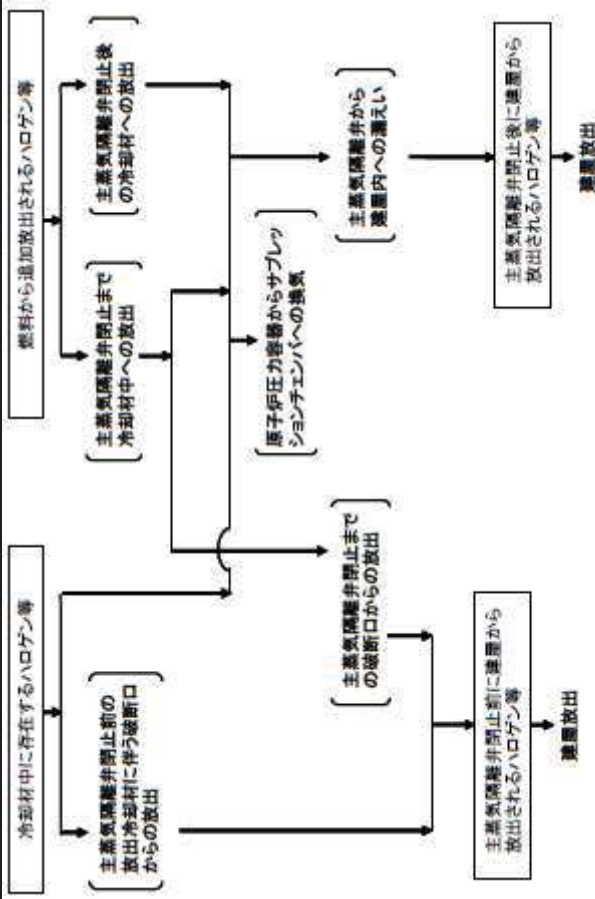 冷却材中に存在するハロゲン等
燃料から追加放出されるハロゲン等
主蒸気隔離弁閉止前の
放出冷却材に伴う破断口
からの放出
主蒸気隔離弁閉止まで
冷却材中への放出
主蒸気隔離弁閉止後
の冷却材への放出
原子炉圧力容器からサプレッ
ションチェンバへの換気
主蒸気隔離弁閉止まで
の破断口からの放出
主蒸気隔離弁から
建屋内への漏えい
主蒸気隔離弁閉止前に建屋から
放出されるハロゲン等
主蒸気隔離弁閉止後に建屋から
放出されるハロゲン等
建屋放出
建屋放出